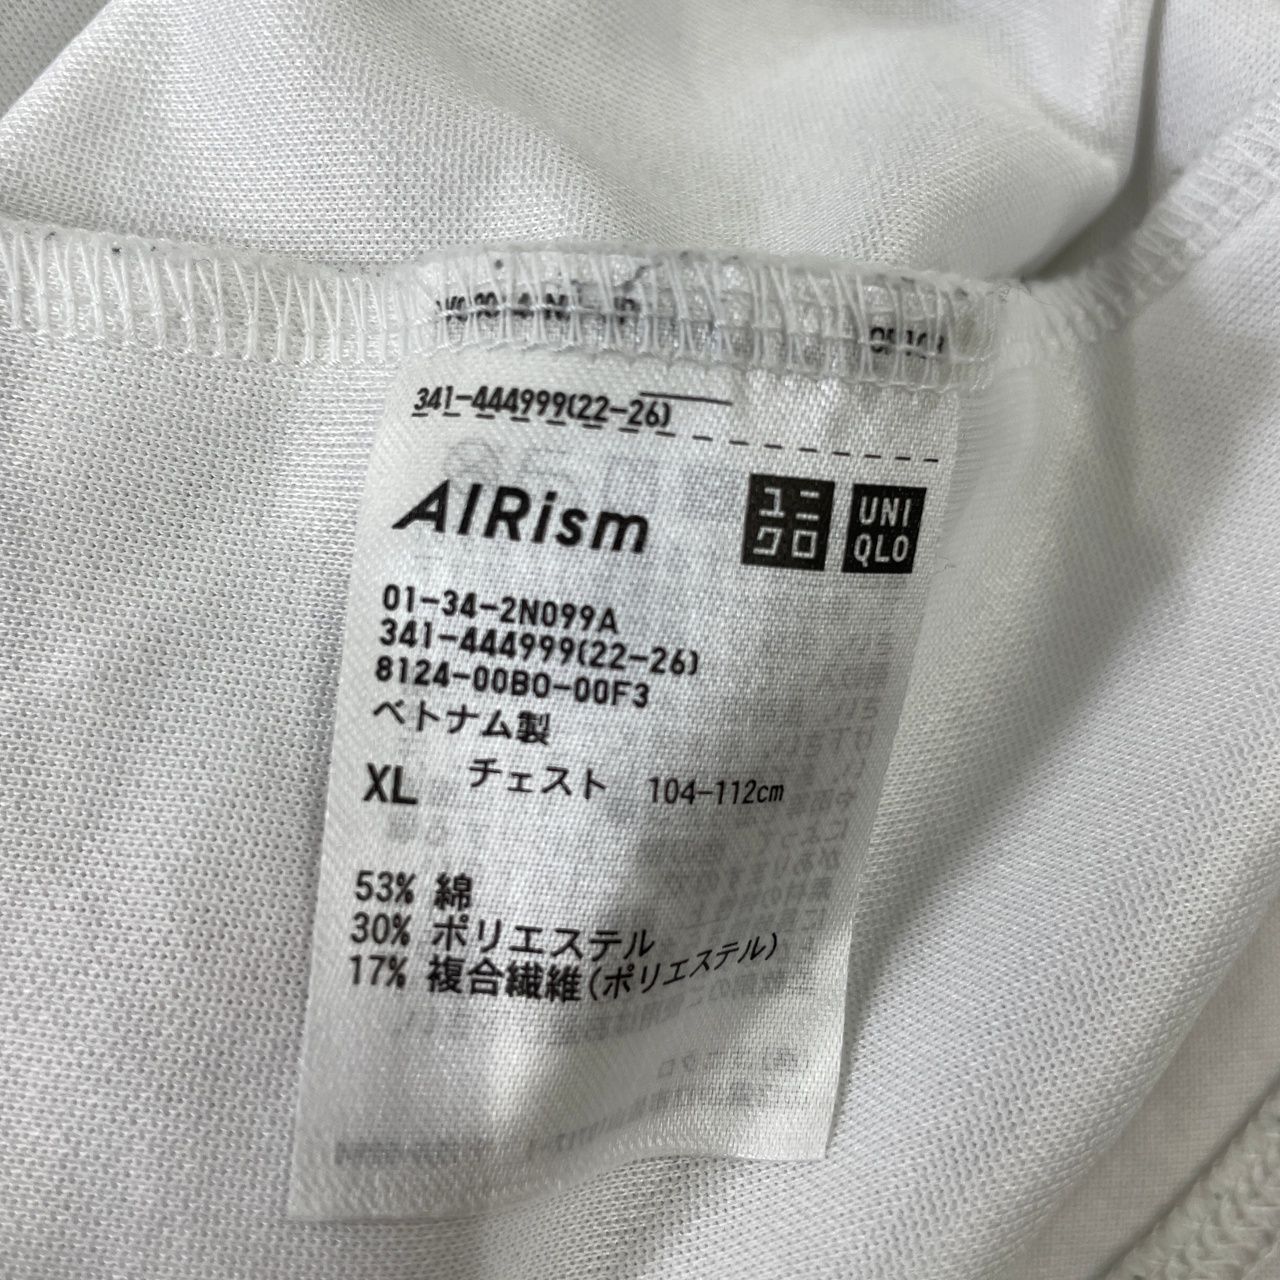 341-444999(22-26)
AIRism
ユニクロ
UNIQLO
01-34-2N099A
341-444999(22-26)
8124-00B0-00F3
ベトナム製
XL チェスト 104-112cm
53% 綿
30% ポリエステル
17% 複合繊維(ポリエステル)